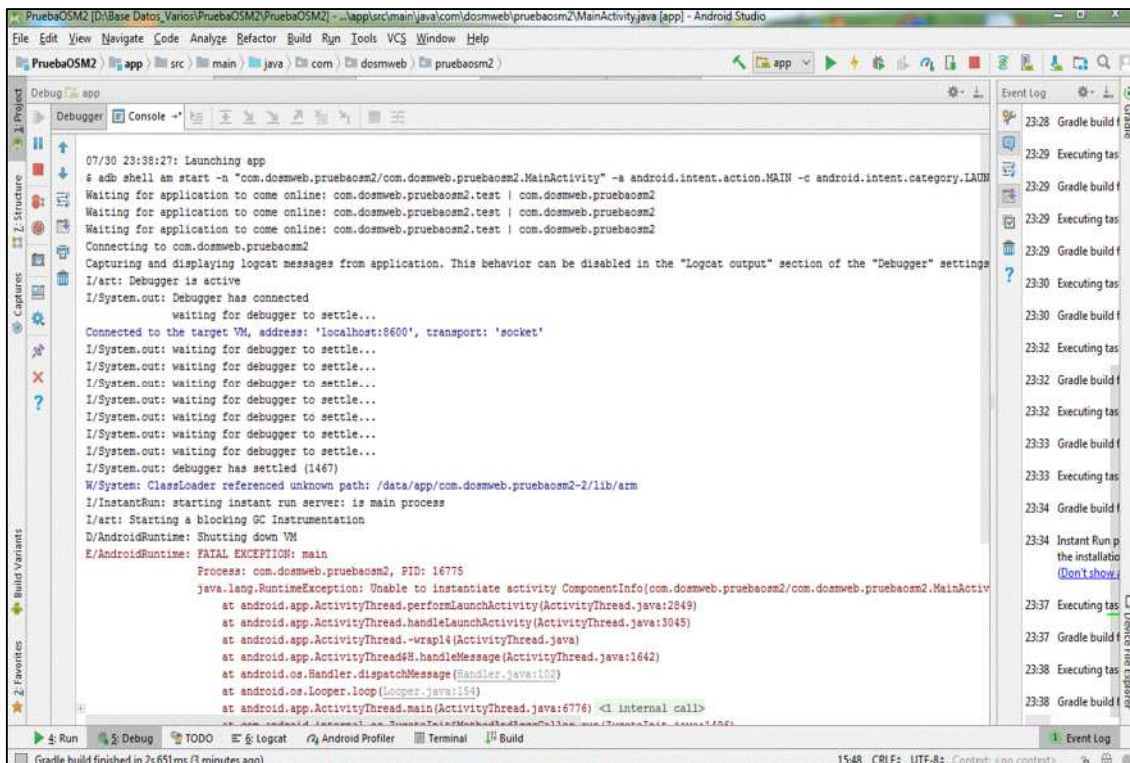 PruebaOSM2 [D:\Base Datos_Varios\PruebaOSM2\PruebaOSM2] - ...\app\src\main\java\com\dosmweb\pruebaosm2\MainActivity.java [app] - Android Studio
File Edit View Navigate Code Analyze Refactor Build Run Tools VCS Window Help
PruebaOSM2 app src main java com dosmweb pruebaosm2
app
Debug app
Event Log
Debugger Console
1: Project
Z: Structure
Captures
Build Variants
2: Favorites
07/30 23:38:27: Launching app
$ adb shell am start -n "com.dosmweb.pruebaosm2/com.dosmweb.pruebaosm2.MainActivity" -a android.intent.action.MAIN -c android.intent.category.LAUN
Waiting for application to come online: com.dosmweb.pruebaosm2.test | com.dosmweb.pruebaosm2
Waiting for application to come online: com.dosmweb.pruebaosm2.test | com.dosmweb.pruebaosm2
Waiting for application to come online: com.dosmweb.pruebaosm2.test | com.dosmweb.pruebaosm2
Connecting to com.dosmweb.pruebaosm2
Capturing and displaying logcat messages from application. This behavior can be disabled in the "Logcat output" section of the "Debugger" settings
I/art: Debugger is active
I/System.out: Debugger has connected
waiting for debugger to settle...
Connected to the target VM, address: 'localhost:8600', transport: 'socket'
I/System.out: waiting for debugger to settle...
I/System.out: waiting for debugger to settle...
I/System.out: waiting for debugger to settle...
I/System.out: waiting for debugger to settle...
I/System.out: waiting for debugger to settle...
I/System.out: waiting for debugger to settle...
I/System.out: waiting for debugger to settle...
I/System.out: debugger has settled (1467)
W/System: ClassLoader referenced unknown path: /data/app/com.dosmweb.pruebaosm2-2/lib/arm
I/InstantRun: starting instant run server: is main process
I/art: Starting a blocking GC Instrumentation
D/AndroidRuntime: Shutting down VM
E/AndroidRuntime: FATAL EXCEPTION: main
Process: com.dosmweb.pruebaosm2, PID: 16775
java.lang.RuntimeException: Unable to instantiate activity ComponentInfo{com.dosmweb.pruebaosm2/com.dosmweb.pruebaosm2.MainActiv
at android.app.ActivityThread.performLaunchActivity(ActivityThread.java:2849)
at android.app.ActivityThread.handleLaunchActivity(ActivityThread.java:3045)
at android.app.ActivityThread.-wrap14(ActivityThread.java)
at android.app.ActivityThread$H.handleMessage(ActivityThread.java:1642)
at android.os.Handler.dispatchMessage(Handler.java:102)
at android.os.Looper.loop(Looper.java:154)
at android.app.ActivityThread.main(ActivityThread.java:6776) <1 internal call>
23:28 Gradle build f
23:29 Executing tas
23:29 Gradle build f
23:29 Executing tas
23:29 Gradle build f
23:30 Executing tas
23:30 Gradle build f
23:32 Executing tas
23:32 Gradle build f
23:32 Executing tas
23:33 Gradle build f
23:33 Executing tas
23:34 Gradle build f
23:34 Instant Run p
the installatio
(Don't show a
23:37 Executing tas
23:37 Gradle build f
23:38 Executing tas
23:38 Gradle build f
Gradle
Device File Explorer
4: Run 5: Debug TODO 6: Logcat Android Profiler Terminal Build
1 Event Log
Gradle build finished in 2s 651ms (3 minutes ago)
15:48 CRLF÷ UTF-8÷ Context: <no context>